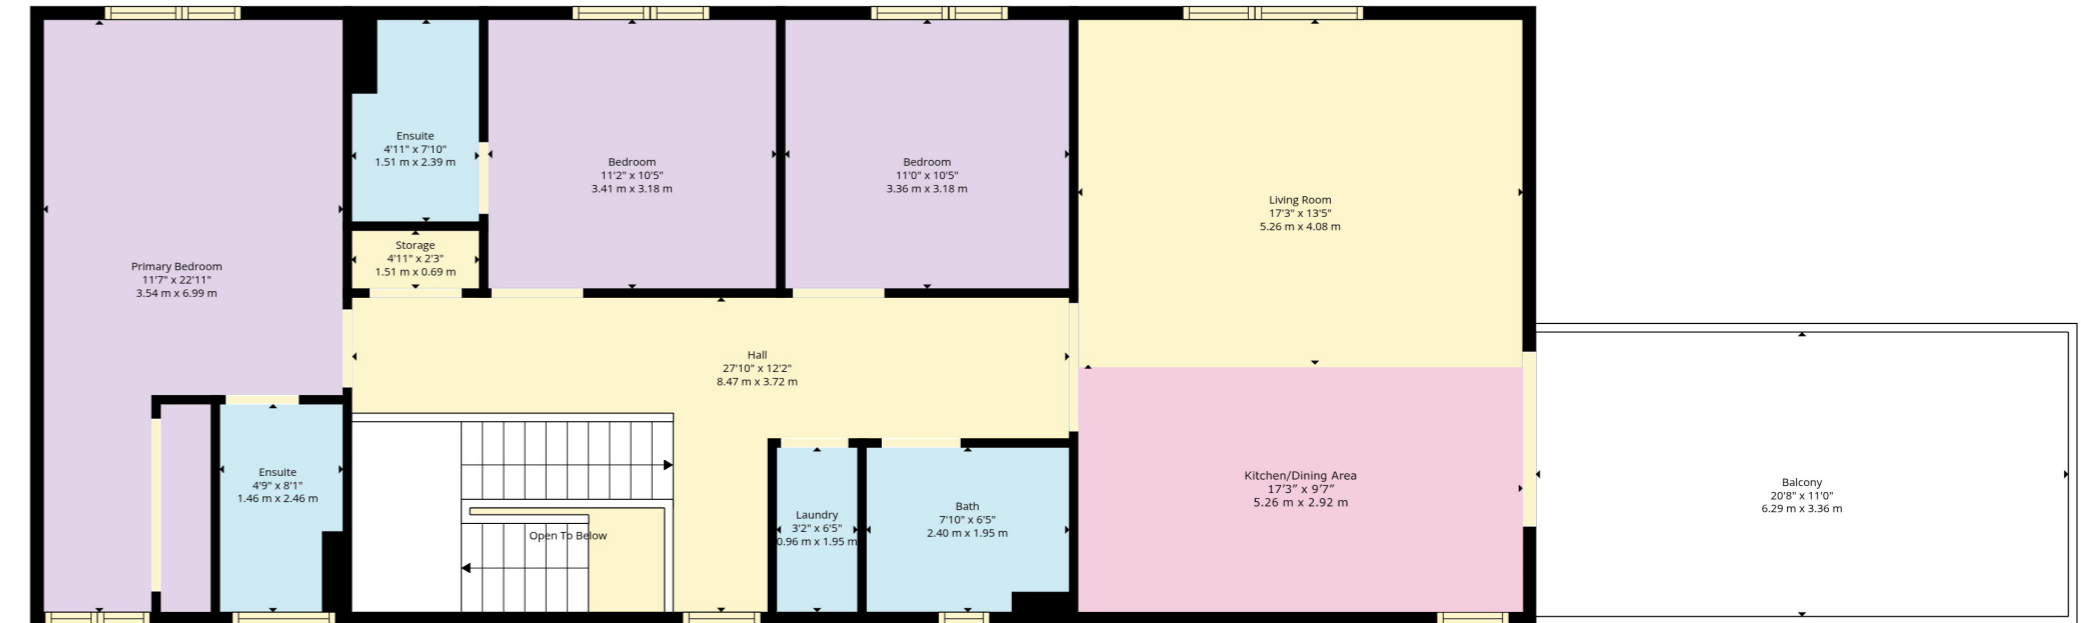 Ensuite
4'11" x 7'10"
1.51 m x 2.39 m
Bedroom
11'2" x 10'5"
3.41 m x 3.18 m
Bedroom
11'0" x 10'5"
3.36 m x 3.18 m
Living Room
17'3" x 13'5"
5.26 m x 4.08 m
Storage
4'11" x 2'3"
1.51 m x 0.69 m
Primary Bedroom
11'7" x 22'11"
3.54 m x 6.99 m
Hall
27'10" x 12'2"
8.47 m x 3.72 m
Ensuite
4'9" x 8'1"
1.46 m x 2.46 m
Open To Below
Laundry
3'2" x 6'5"
0.96 m x 1.95 m
Bath
7'10" x 6'5"
2.40 m x 1.95 m
Kitchen/Dining Area
17'3" x 9'7"
5.26 m x 2.92 m
Balcony
20'8" x 11'0"
6.29 m x 3.36 m